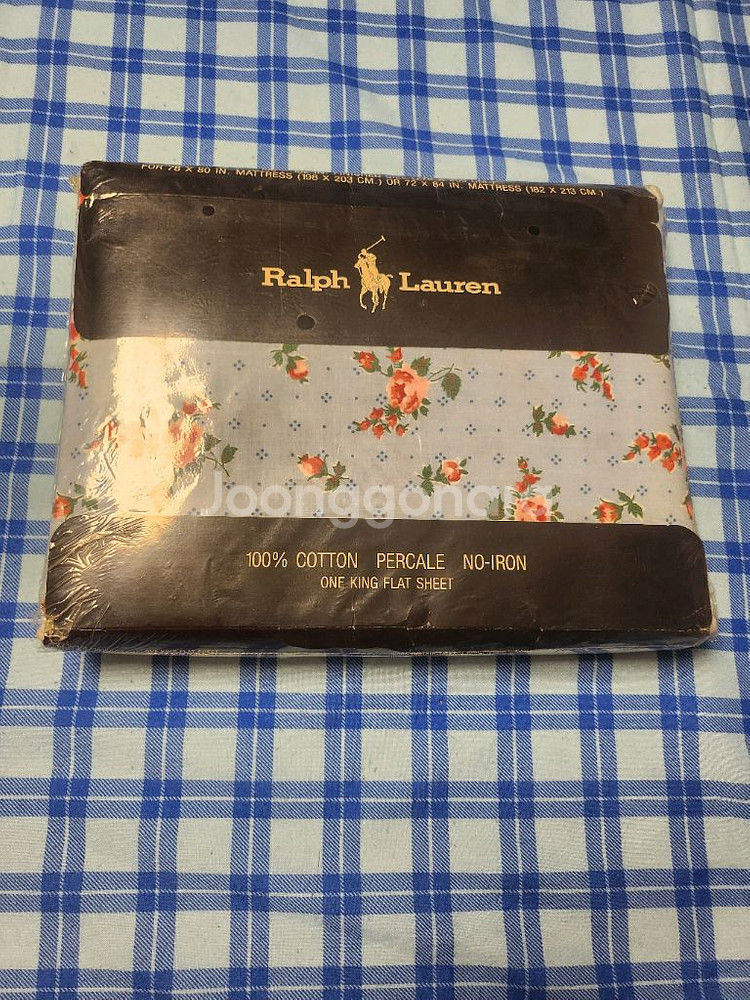 FOR 78 X 80 IN. MATTRESS (198 X 203 CM.) OR 72 X 84 IN. MATTRESS (182 X 213 CM.)
Ralph Lauren
Joonggonara
100% COTTON PERCALE NO-IRON
ONE KING FLAT SHEET